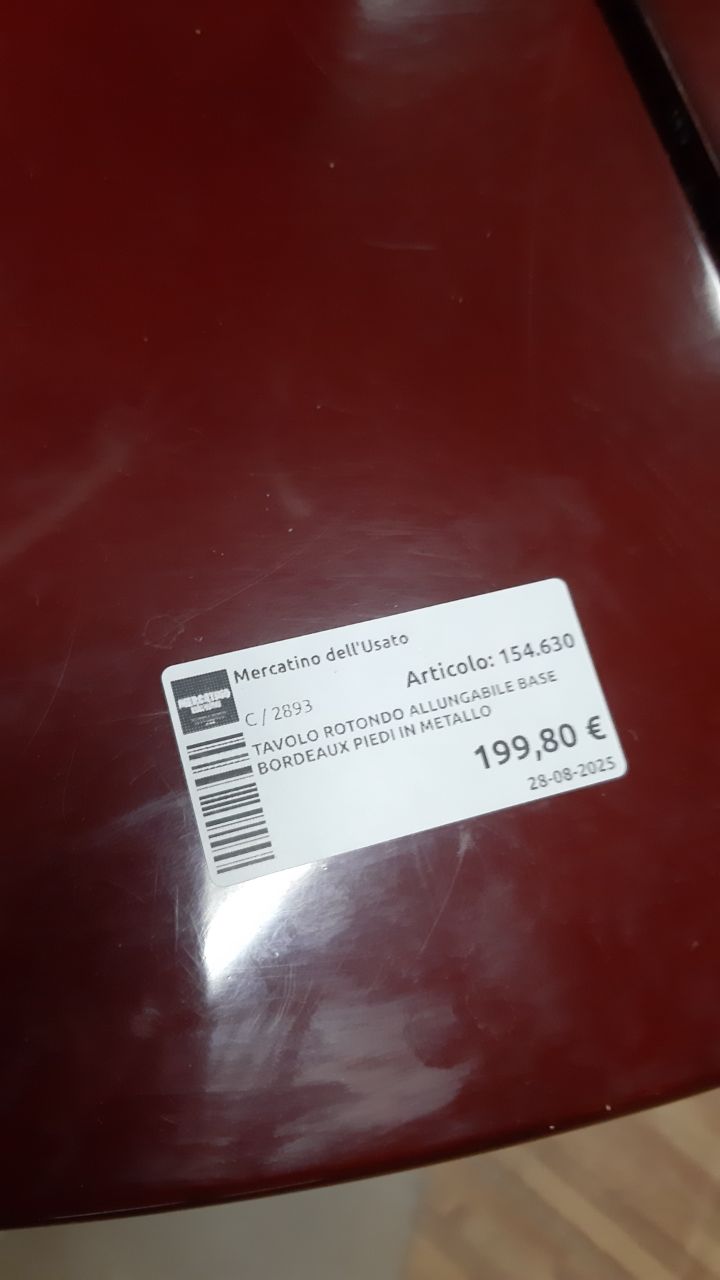 Mercatino dell'Usato
MERCATINO
C / 2893
Articolo: 154.630
TAVOLO ROTONDO ALLUNGABILE BASE
BORDEAUX PIEDI IN METALLO
199,80 €
28-08-2025